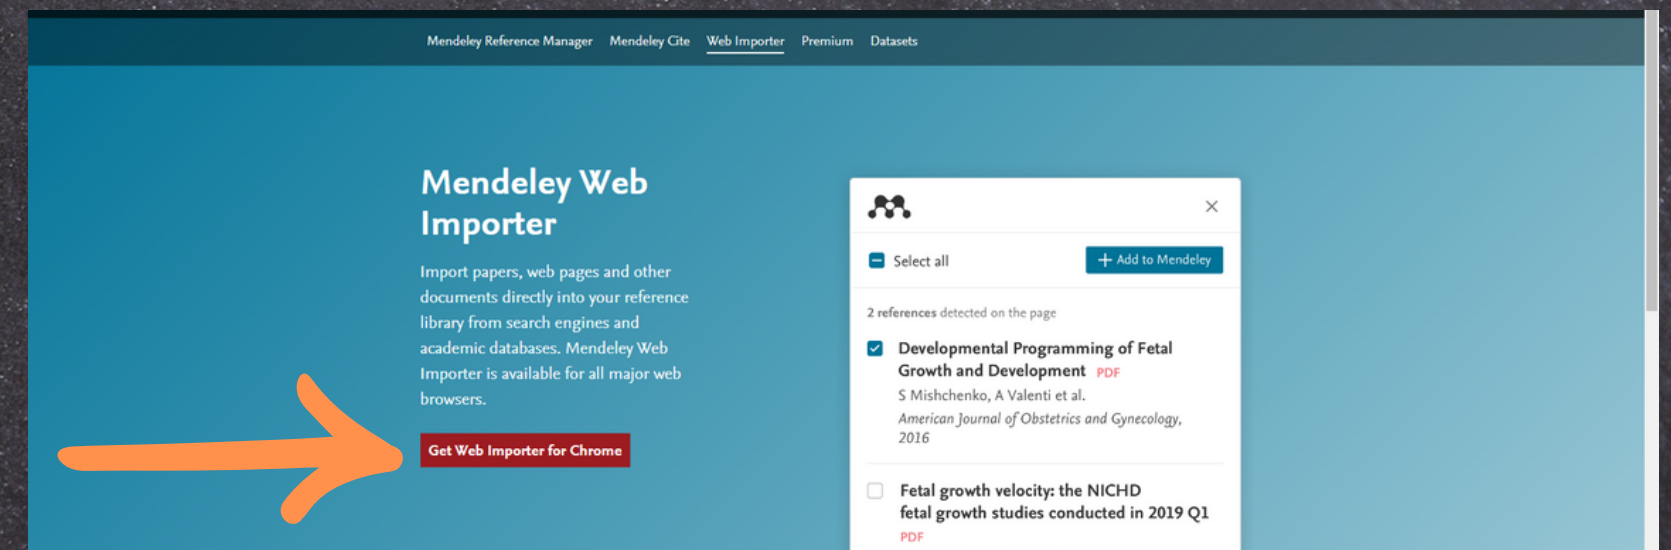 Mendeley Reference Manager Mendeley Cite Web Importer Premium Datasets
Mendeley Web
Importer
Import papers, web pages and other
documents directly into your reference
library from search engines and
academic databases. Mendeley Web
Importer is available for all major web
browsers.
Get Web Importer for Chrome
Select all
+ Add to Mendeley
2 references detected on the page
Developmental Programming of Fetal
Growth and Development PDF
S Mishchenko, A Valenti et al.
American Journal of Obstetrics and Gynecology,
2016
Fetal growth velocity: the NICHD
fetal growth studies conducted in 2019 Q1
PDF